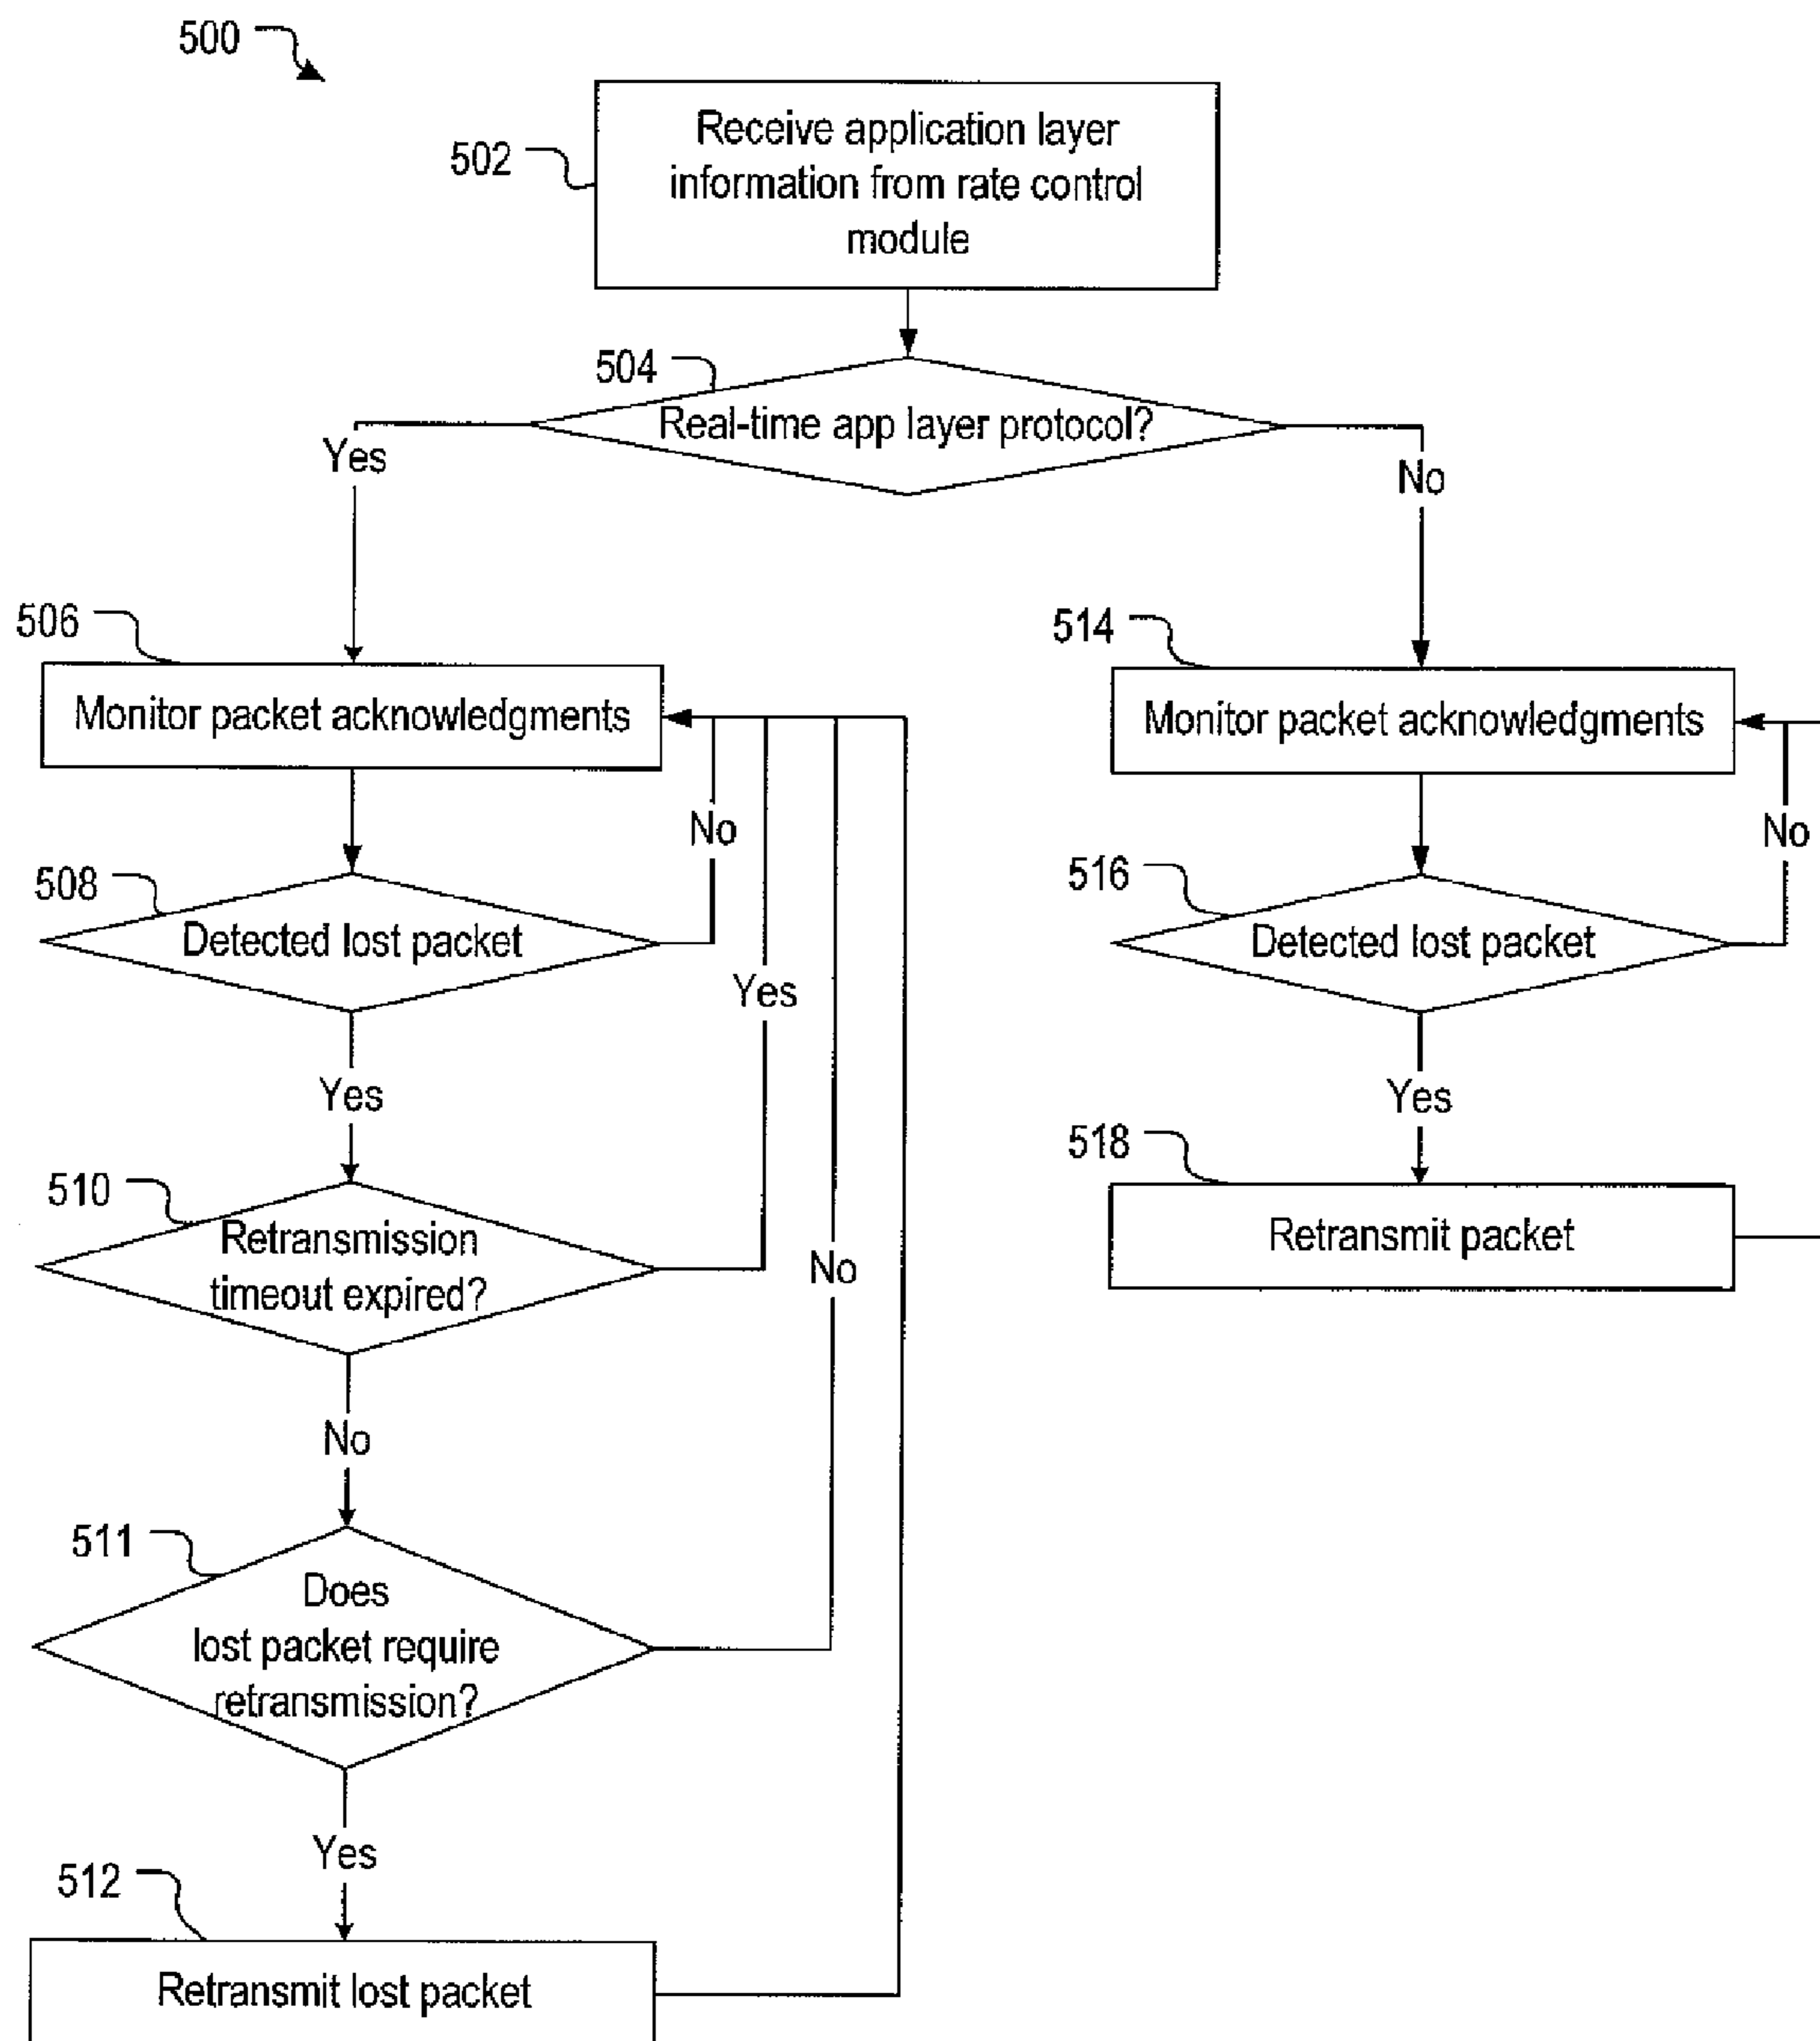 500
502
Receive application layer
information from rate control
module
504
Real-time app layer protocol?
Yes
No
506
Monitor packet acknowledgments
514
Monitor packet acknowledgments
No
No
508
Detected lost packet
516
Detected lost packet
Yes
Yes
Yes
510
Retransmission
timeout expired?
518
Retransmit packet
No
No
511
Does
lost packet require
retransmission?
Yes
512
Retransmit lost packet